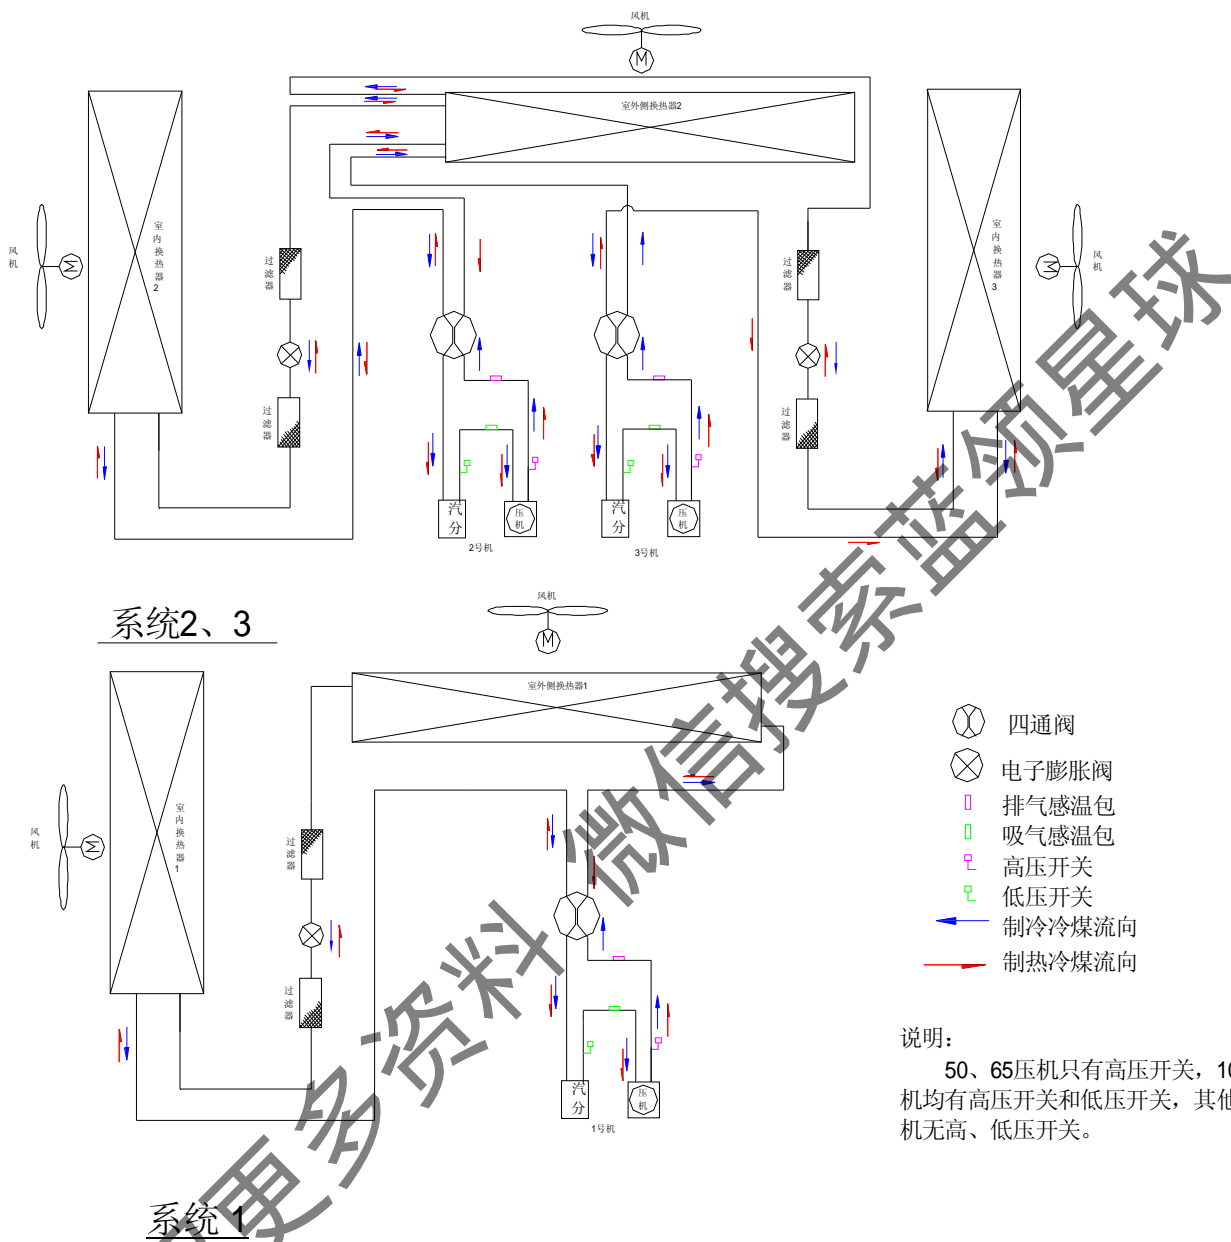 风机
室外侧换热器2
室内换热器2
风机
过滤器
过滤器
过滤器
过滤器
室内换热器3
风机
M
M
M
汽分
压机
2号机
汽分
压机
3号机
系统2、3
风机
M
室外侧换热器1
室内换热器1
风机
M
过滤器
过滤器
汽分
压机
1号机
系统 1
四通阀
电子膨胀阀
排气感温包
吸气感温包
高压开关
低压开关
制冷冷煤流向
制热冷煤流向
说明：
50、65压机只有高压开关，10
机均有高压开关和低压开关，其他
机无高、低压开关。
更多资料 微信搜索蓝领星球